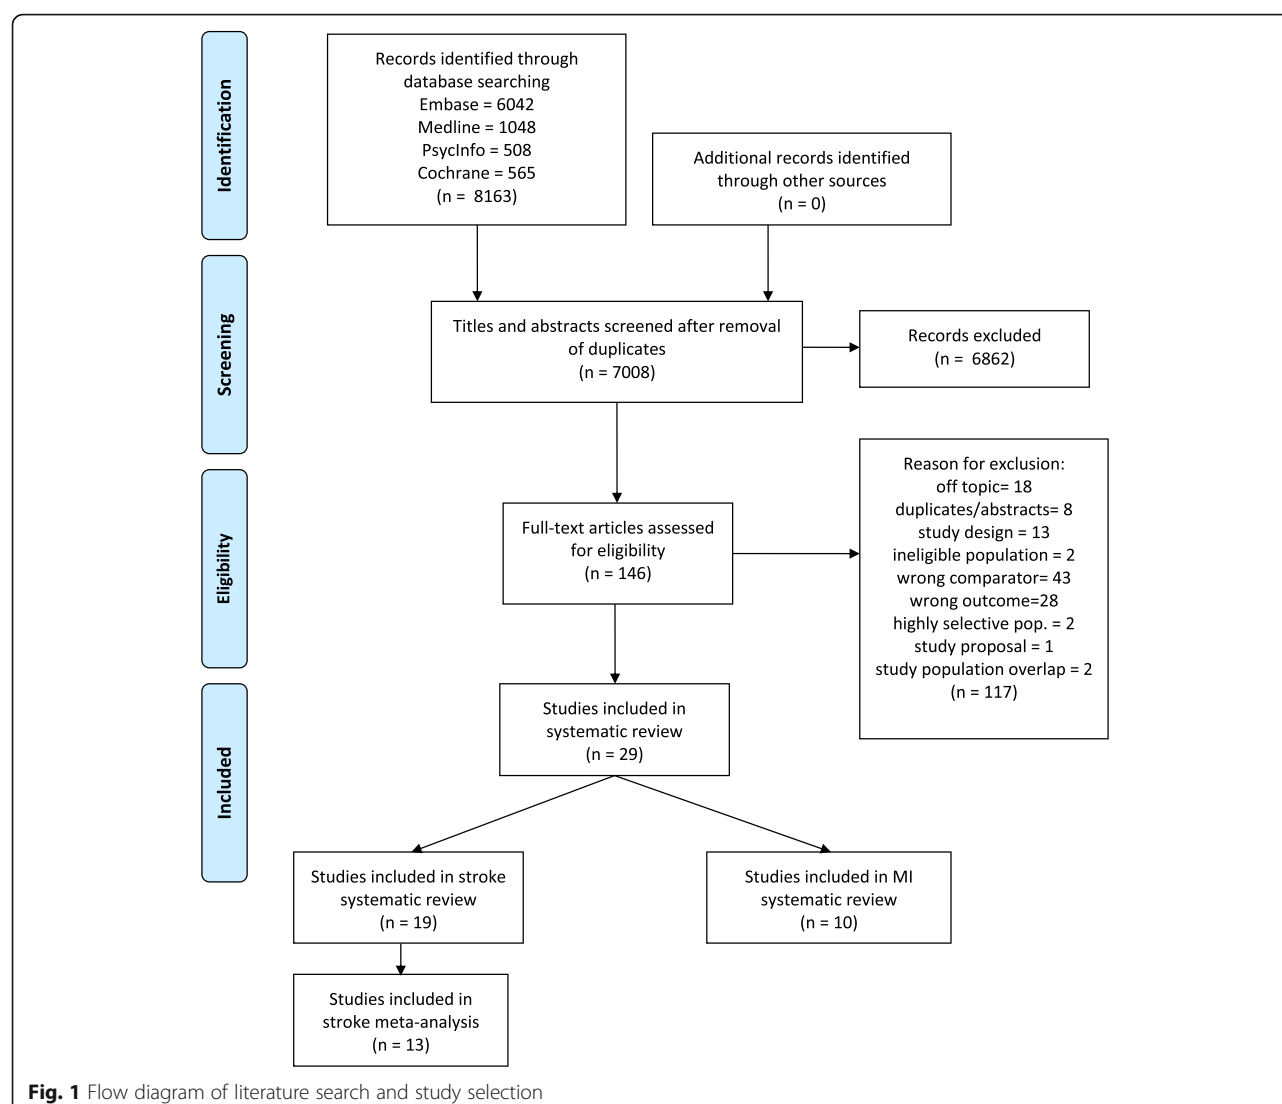 Identification
Records identified through
database searching
Embase = 6042
Medline = 1048
PsycInfo = 508
Cochrane = 565
(n = 8163)
Additional records identified
through other sources
(n = 0)
Screening
Titles and abstracts screened after removal
of duplicates
(n = 7008)
Records excluded
(n = 6862)
Eligibility
Full-text articles assessed
for eligibility
(n = 146)
Reason for exclusion:
off topic= 18
duplicates/abstracts= 8
study design = 13
ineligible population = 2
wrong comparator= 43
wrong outcome=28
highly selective pop. = 2
study proposal = 1
study population overlap = 2
(n = 117)
Included
Studies included in
systematic review
(n = 29)
Studies included in stroke
systematic review
(n = 19)
Studies included in MI
systematic review
(n = 10)
Studies included in
stroke meta-analysis
(n = 13)
Fig. 1 Flow diagram of literature search and study selection